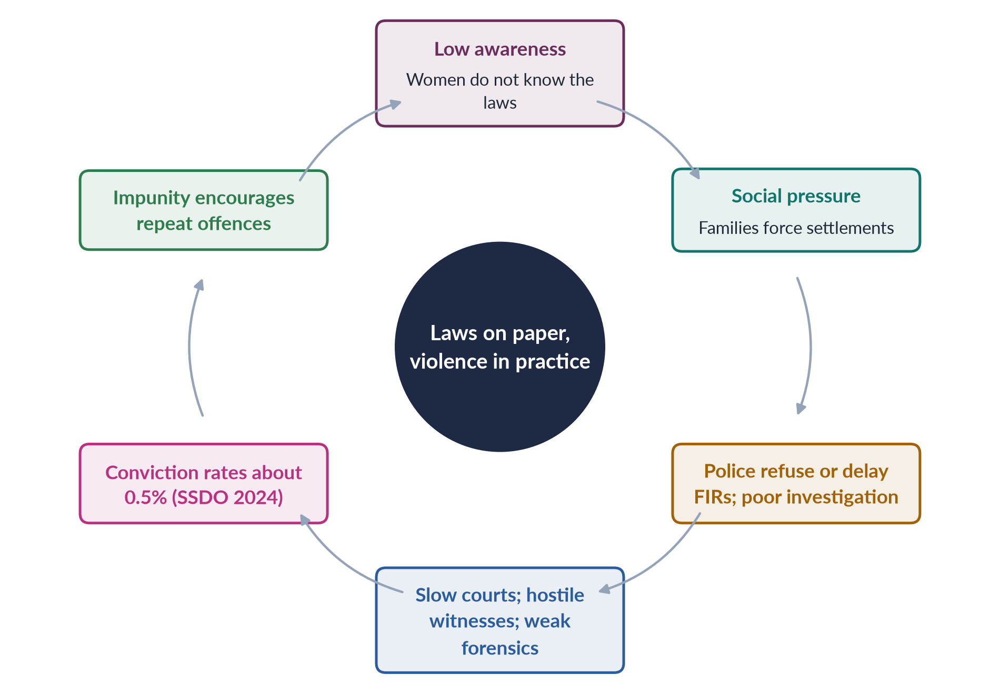 Low awareness
Women do not know the
laws
Social pressure
Families force settlements
Police refuse or delay
FIRs; poor investigation
Slow courts; hostile
witnesses; weak
forensics
Conviction rates about
0.5% (SSDO 2024)
Impunity encourages
repeat offences
Laws on paper,
violence in practice